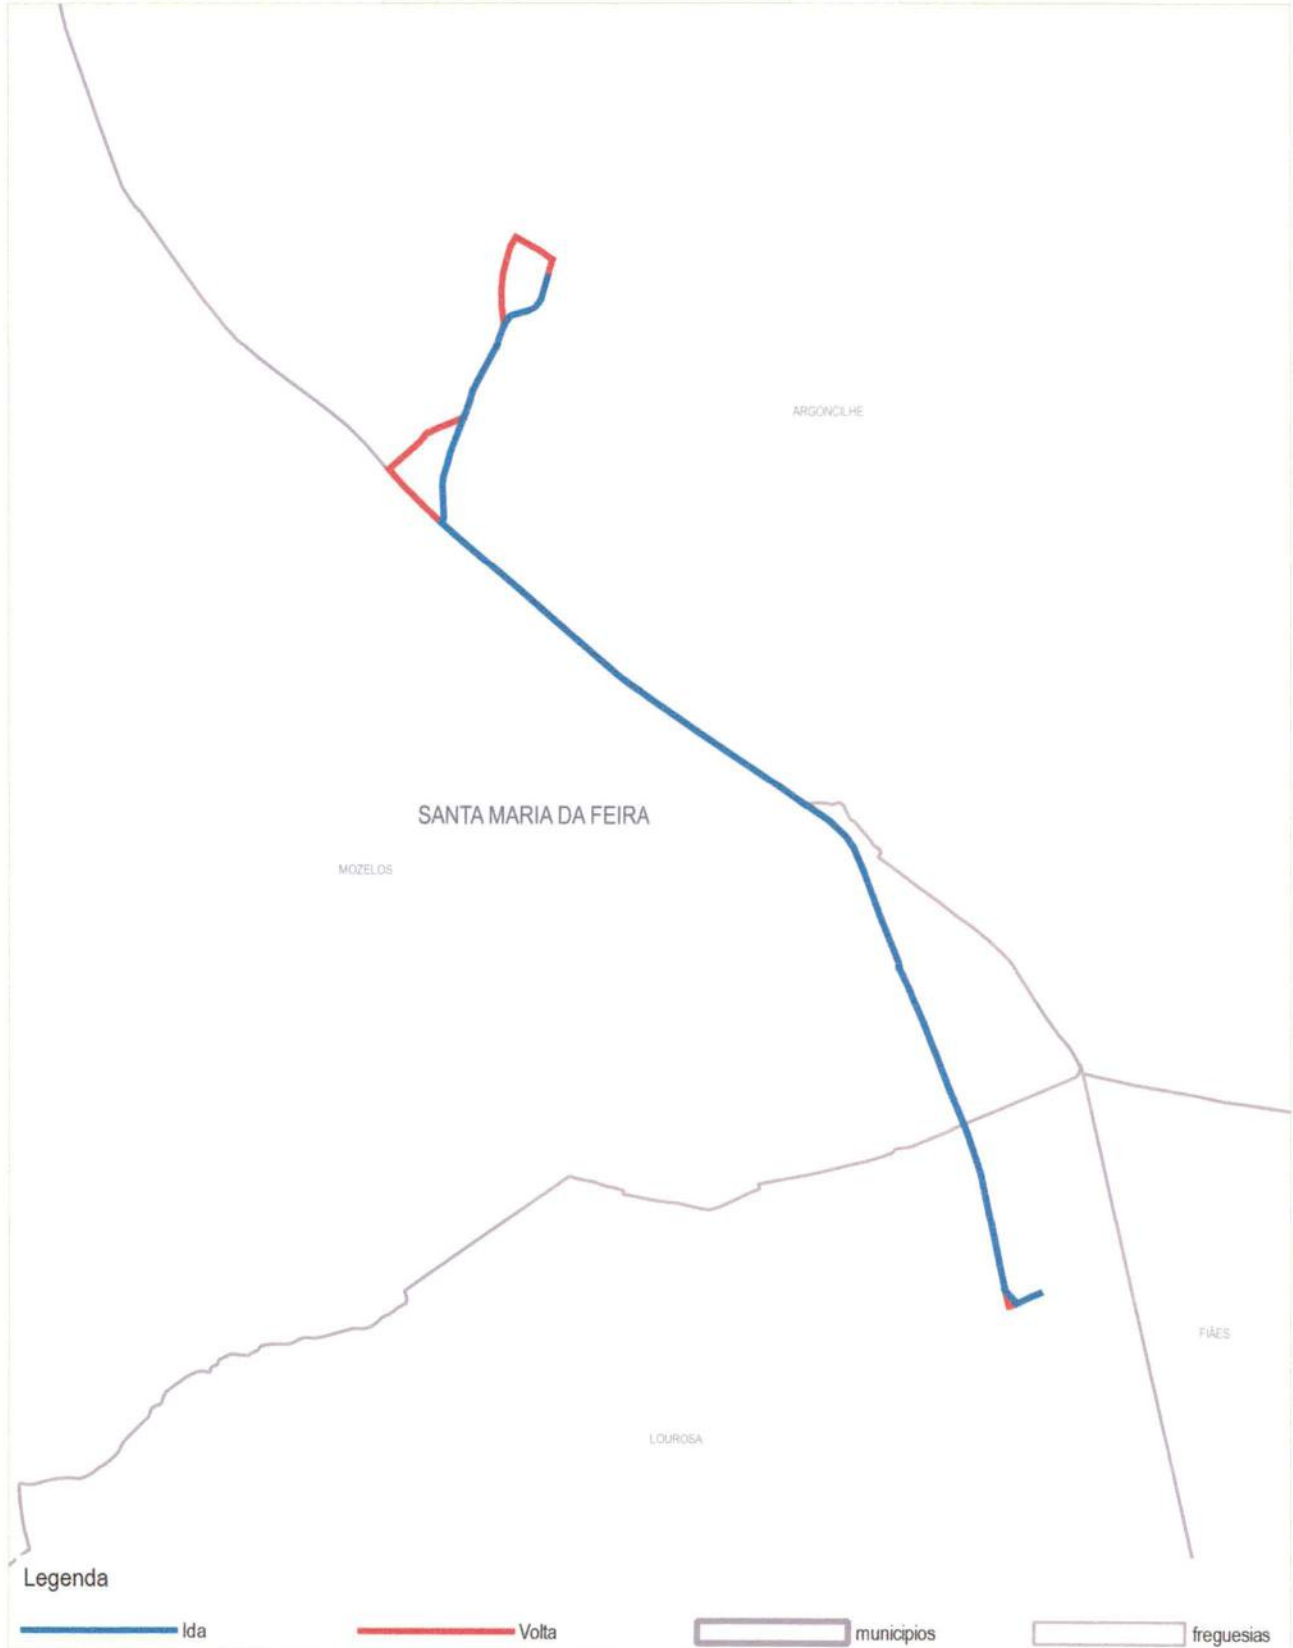 ARGONCILHE
SANTA MARIA DA FEIRA
MOZELOS
FIÃES
LOUROSA
Legenda
Ida
Volta
municipios
freguesias